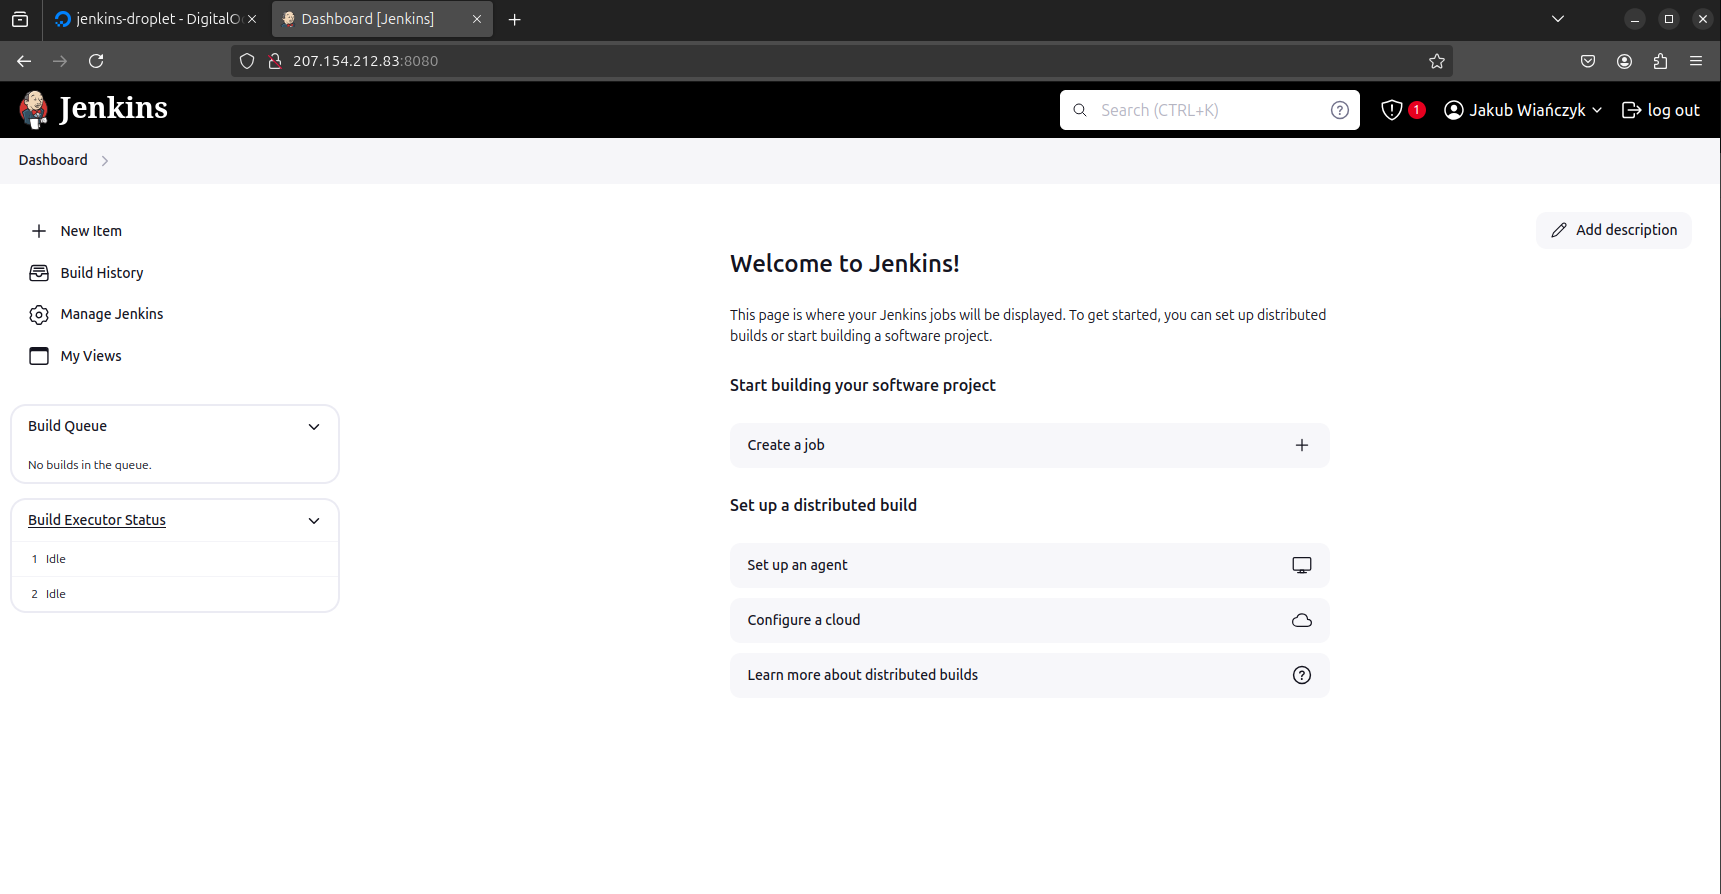 jenkins-droplet - DigitalO
Dashboard [Jenkins]
207.154.212.83:8080
Jenkins
Search (CTRL+K)
1
Jakub Wiańczyk
log out
Dashboard
New Item
Build History
Manage Jenkins
My Views
Build Queue
No builds in the queue.
Build Executor Status
1 Idle
2 Idle
Add description
Welcome to Jenkins!
This page is where your Jenkins jobs will be displayed. To get started, you can set up distributed
builds or start building a software project.
Start building your software project
Create a job
Set up a distributed build
Set up an agent
Configure a cloud
Learn more about distributed builds